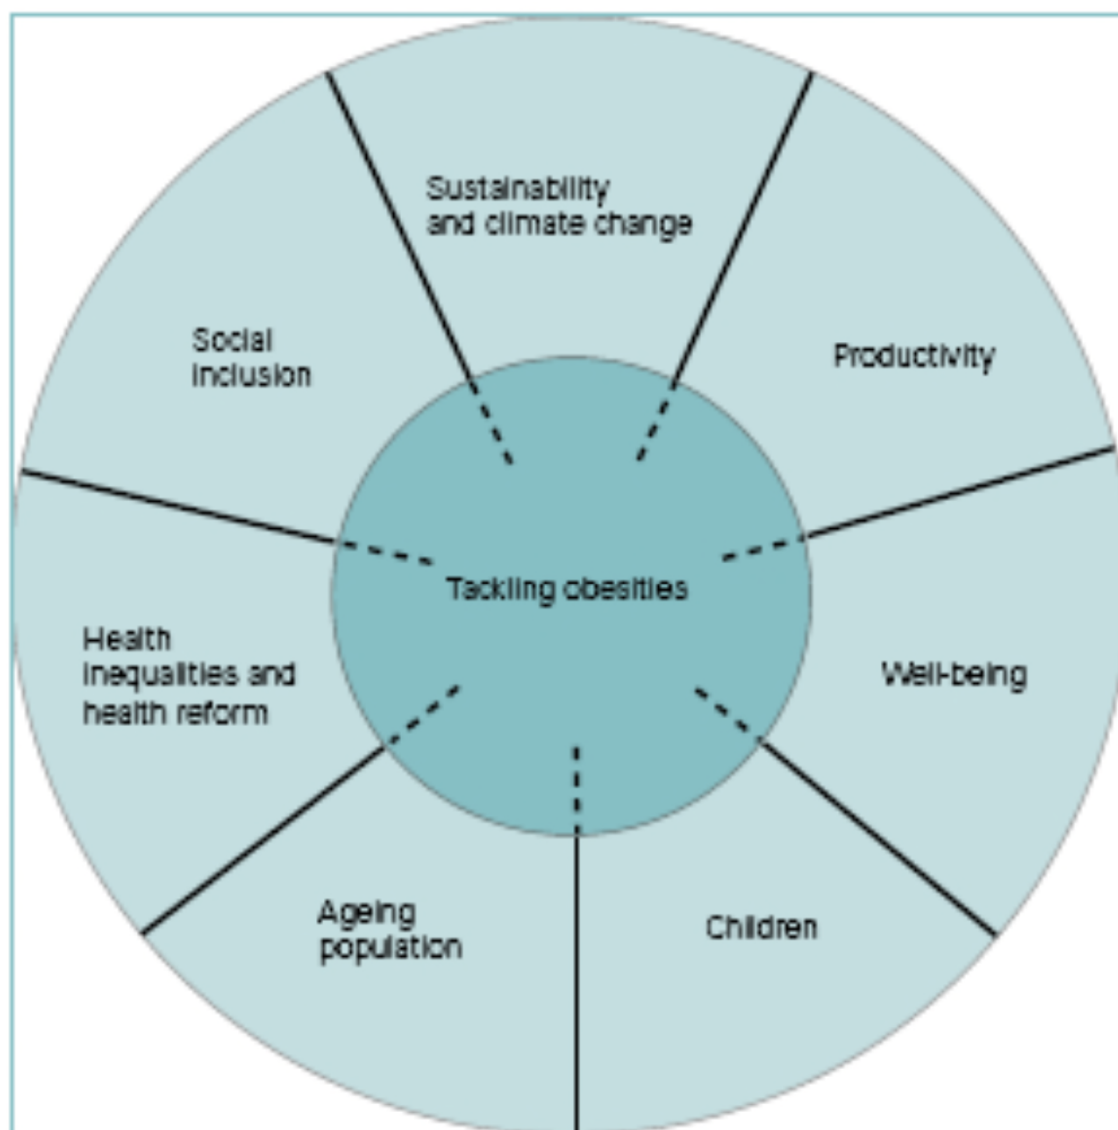 Sustainability
and climate change
Productivity
Well-being
Children
Ageing
population
Health
inequalities and
health reform
Social
inclusion
Tackling obesities